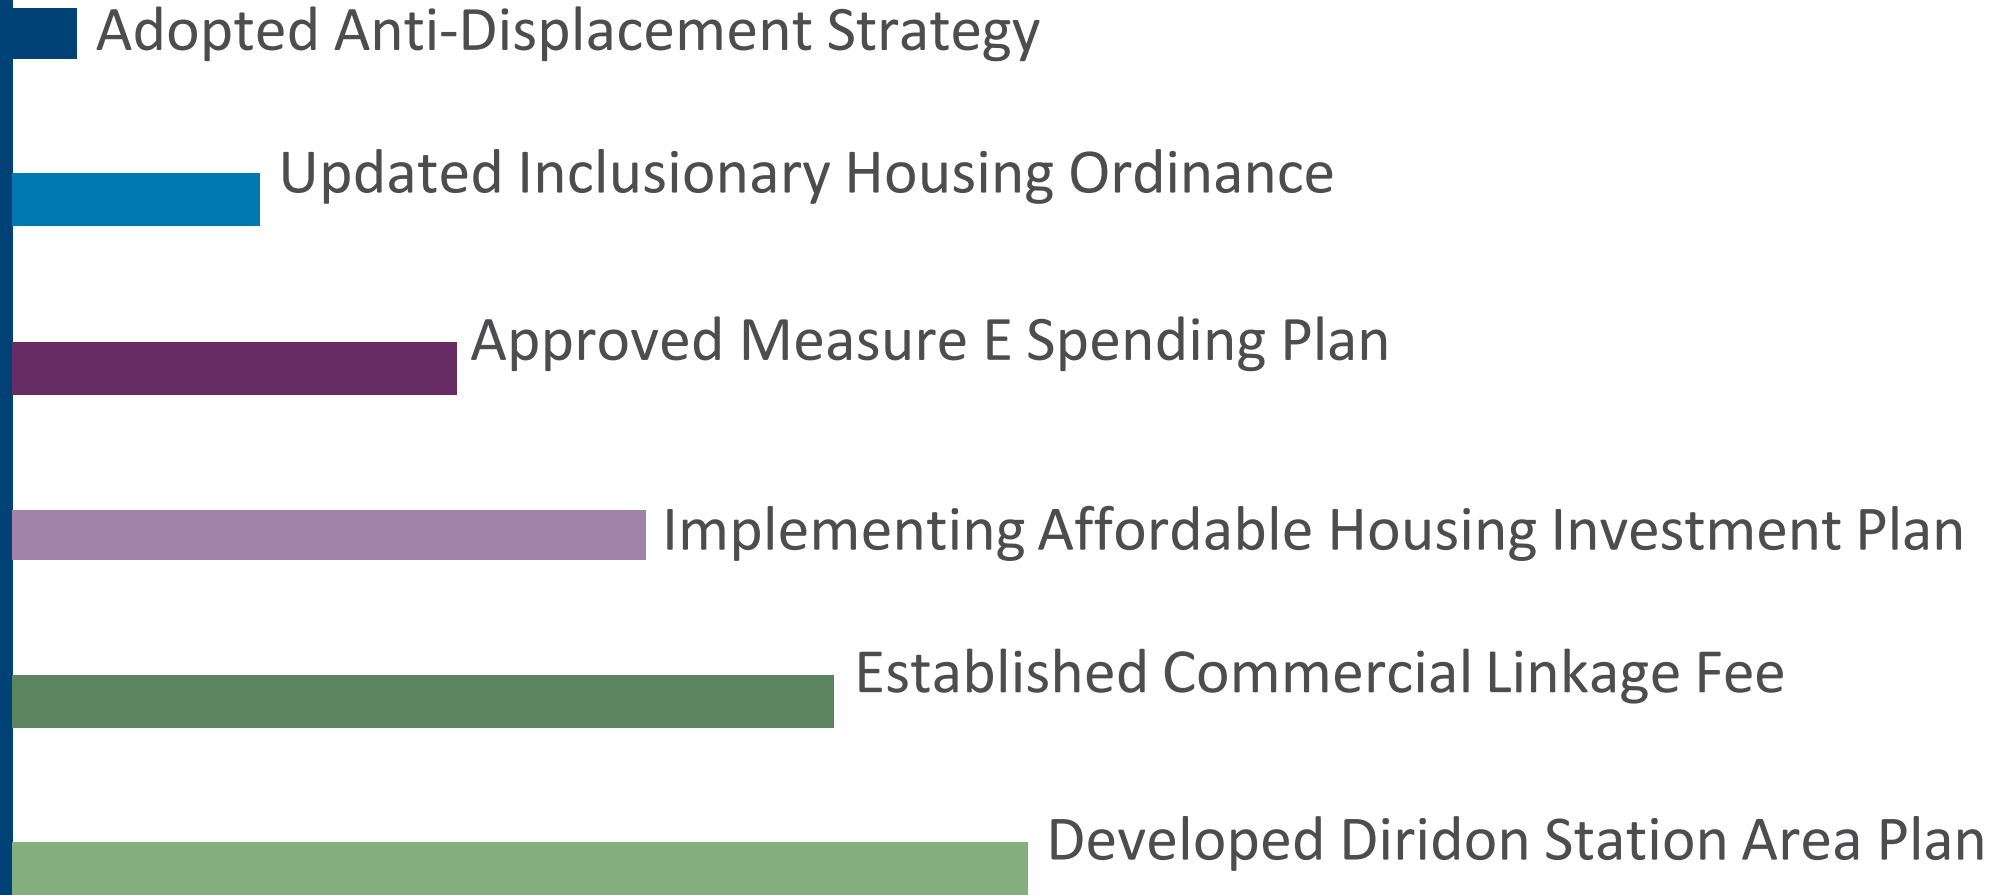 Adopted Anti-Displacement Strategy
Updated Inclusionary Housing Ordinance
Approved Measure E Spending Plan
Implementing Affordable Housing Investment Plan
Established Commercial Linkage Fee
Developed Diridon Station Area Plan